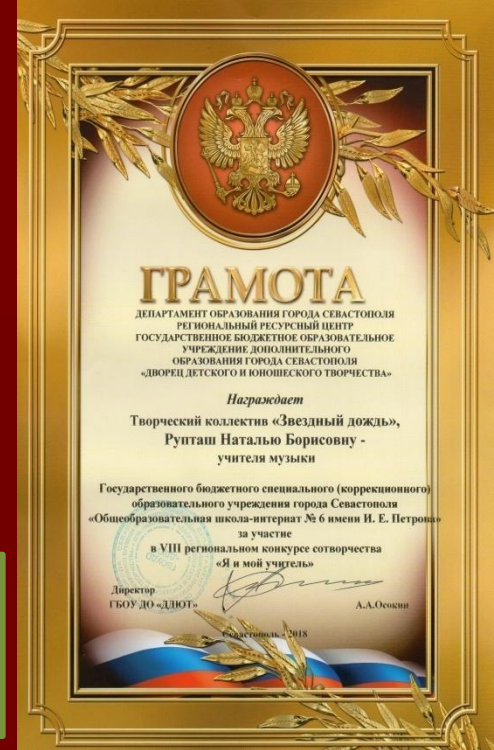 ГРАМОТА
ДЕПАРТАМЕНТ ОБРАЗОВАНИЯ ГОРОДА СЕВАСТОПОЛЯ
РЕГИОНАЛЬНЫЙ РЕСУРСНЫЙ ЦЕНТР
ГОСУДАРСТВЕННОЕ БЮДЖЕТНОЕ ОБРАЗОВАТЕЛЬНОЕ
УЧРЕЖДЕНИЕ ДОПОЛНИТЕЛЬНОГО
ОБРАЗОВАНИЯ ГОРОДА СЕВАСТОПОЛЯ
«ДВОРЕЦ ДЕТСКОГО И ЮНОШЕСКОГО ТВОРЧЕСТВА»
Награждает
Творческий коллектив «Звездный дождь»,
Рупташ Наталью Борисовну -
учителя музыки
Государственного бюджетного специального (коррекционного)
образовательного учреждения города Севастополя
«Общеобразовательная школа-интернат № 6 имени И. Е. Петрова»
за участие
в VIII региональном конкурсе сотворчества
«Я и мой учитель»
Директор
ГБОУ ДО «ДДЮТ» А.А.Осокин
Севастополь - 2018